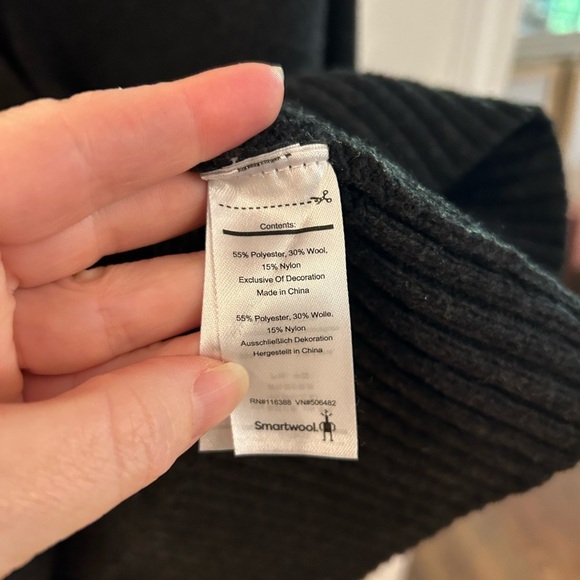 Contents:
55% Polyester, 30% Wool,
15% Nylon
Exclusive Of Decoration
Made in China
55% Polyester, 30% Wolle,
15% Nylon
Ausschließlich Dekoration
Hergestellt in China
RN#116388 VN#506482
Smartwool